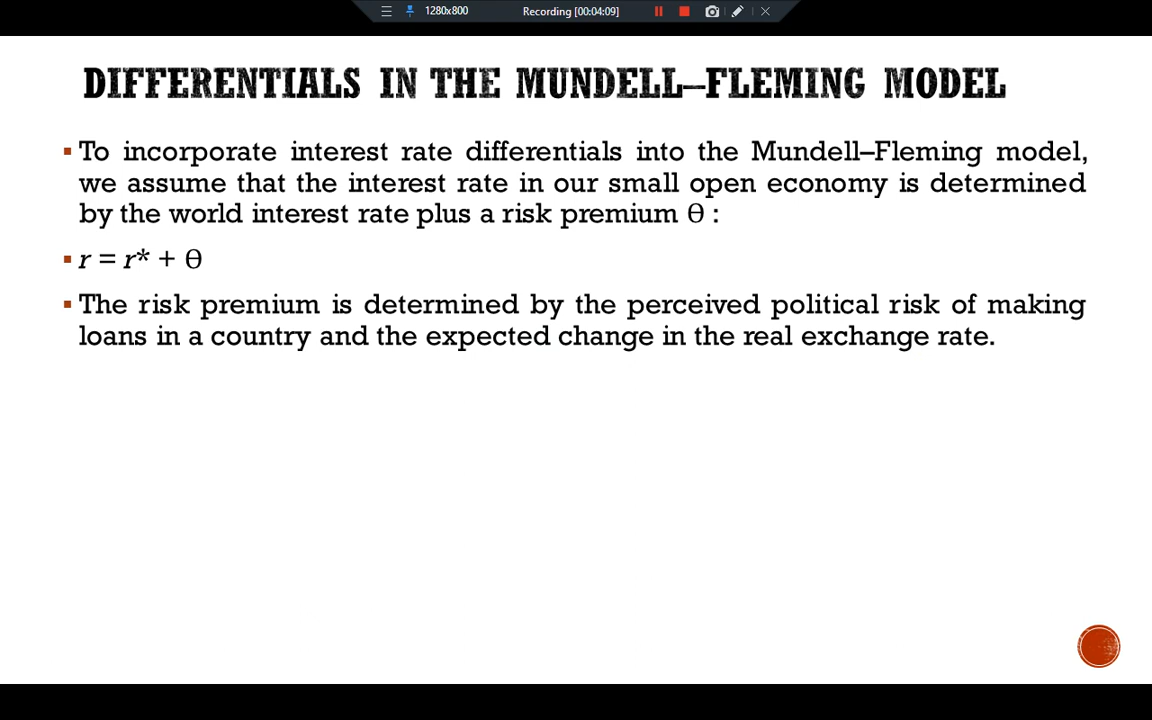 1280x800 Recording [00:04:09]
DIFFERENTIALS IN THE MUNDELL–FLEMING MODEL
▪ To incorporate interest rate differentials into the Mundell–Fleming model,
we assume that the interest rate in our small open economy is determined
by the world interest rate plus a risk premium Θ :
▪ r = r* + Θ
▪ The risk premium is determined by the perceived political risk of making
loans in a country and the expected change in the real exchange rate.